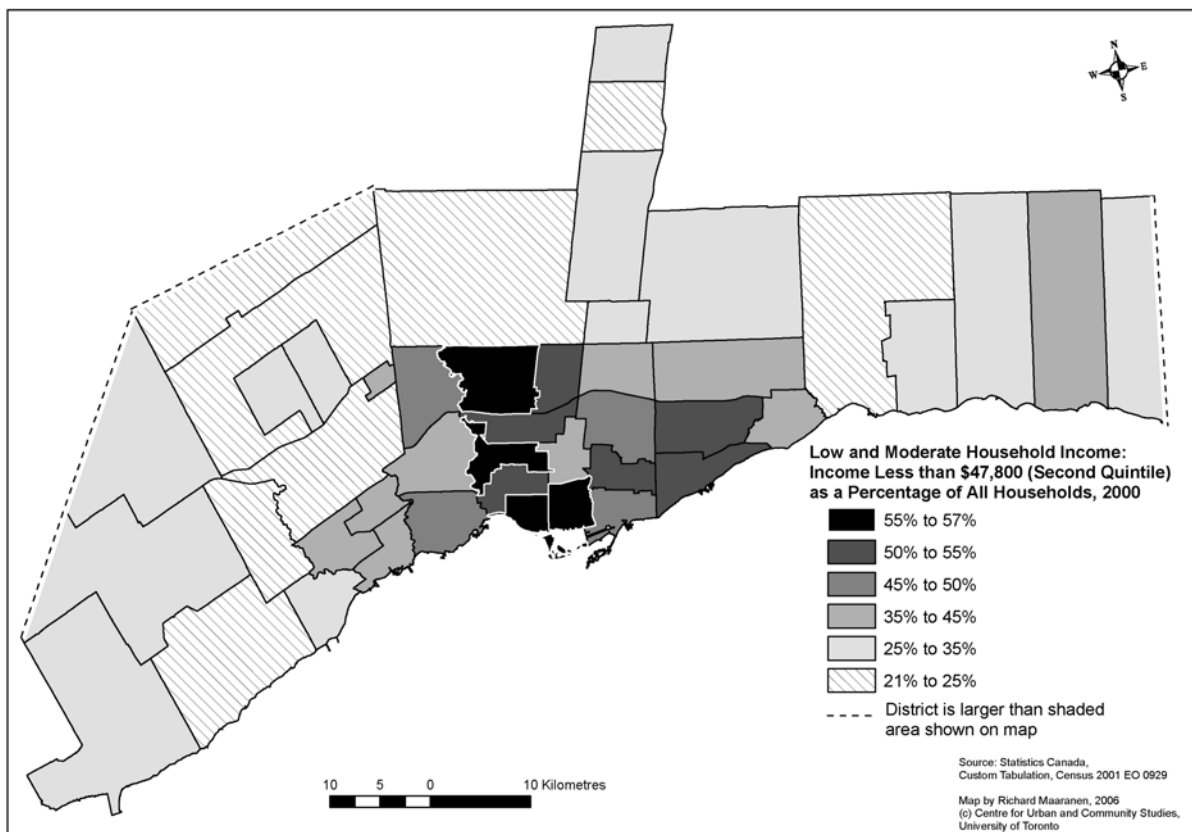 N
W E
S
Low and Moderate Household Income:
Income Less than $47,800 (Second Quintile)
as a Percentage of All Households, 2000
55% to 57%
50% to 55%
45% to 50%
35% to 45%
25% to 35%
21% to 25%
District is larger than shaded
area shown on map
10 5 0 10 Kilometres
Source: Statistics Canada,
Custom Tabulation, Census 2001 EO 0929
Map by Richard Maaranen, 2006
(c) Centre for Urban and Community Studies,
University of Toronto